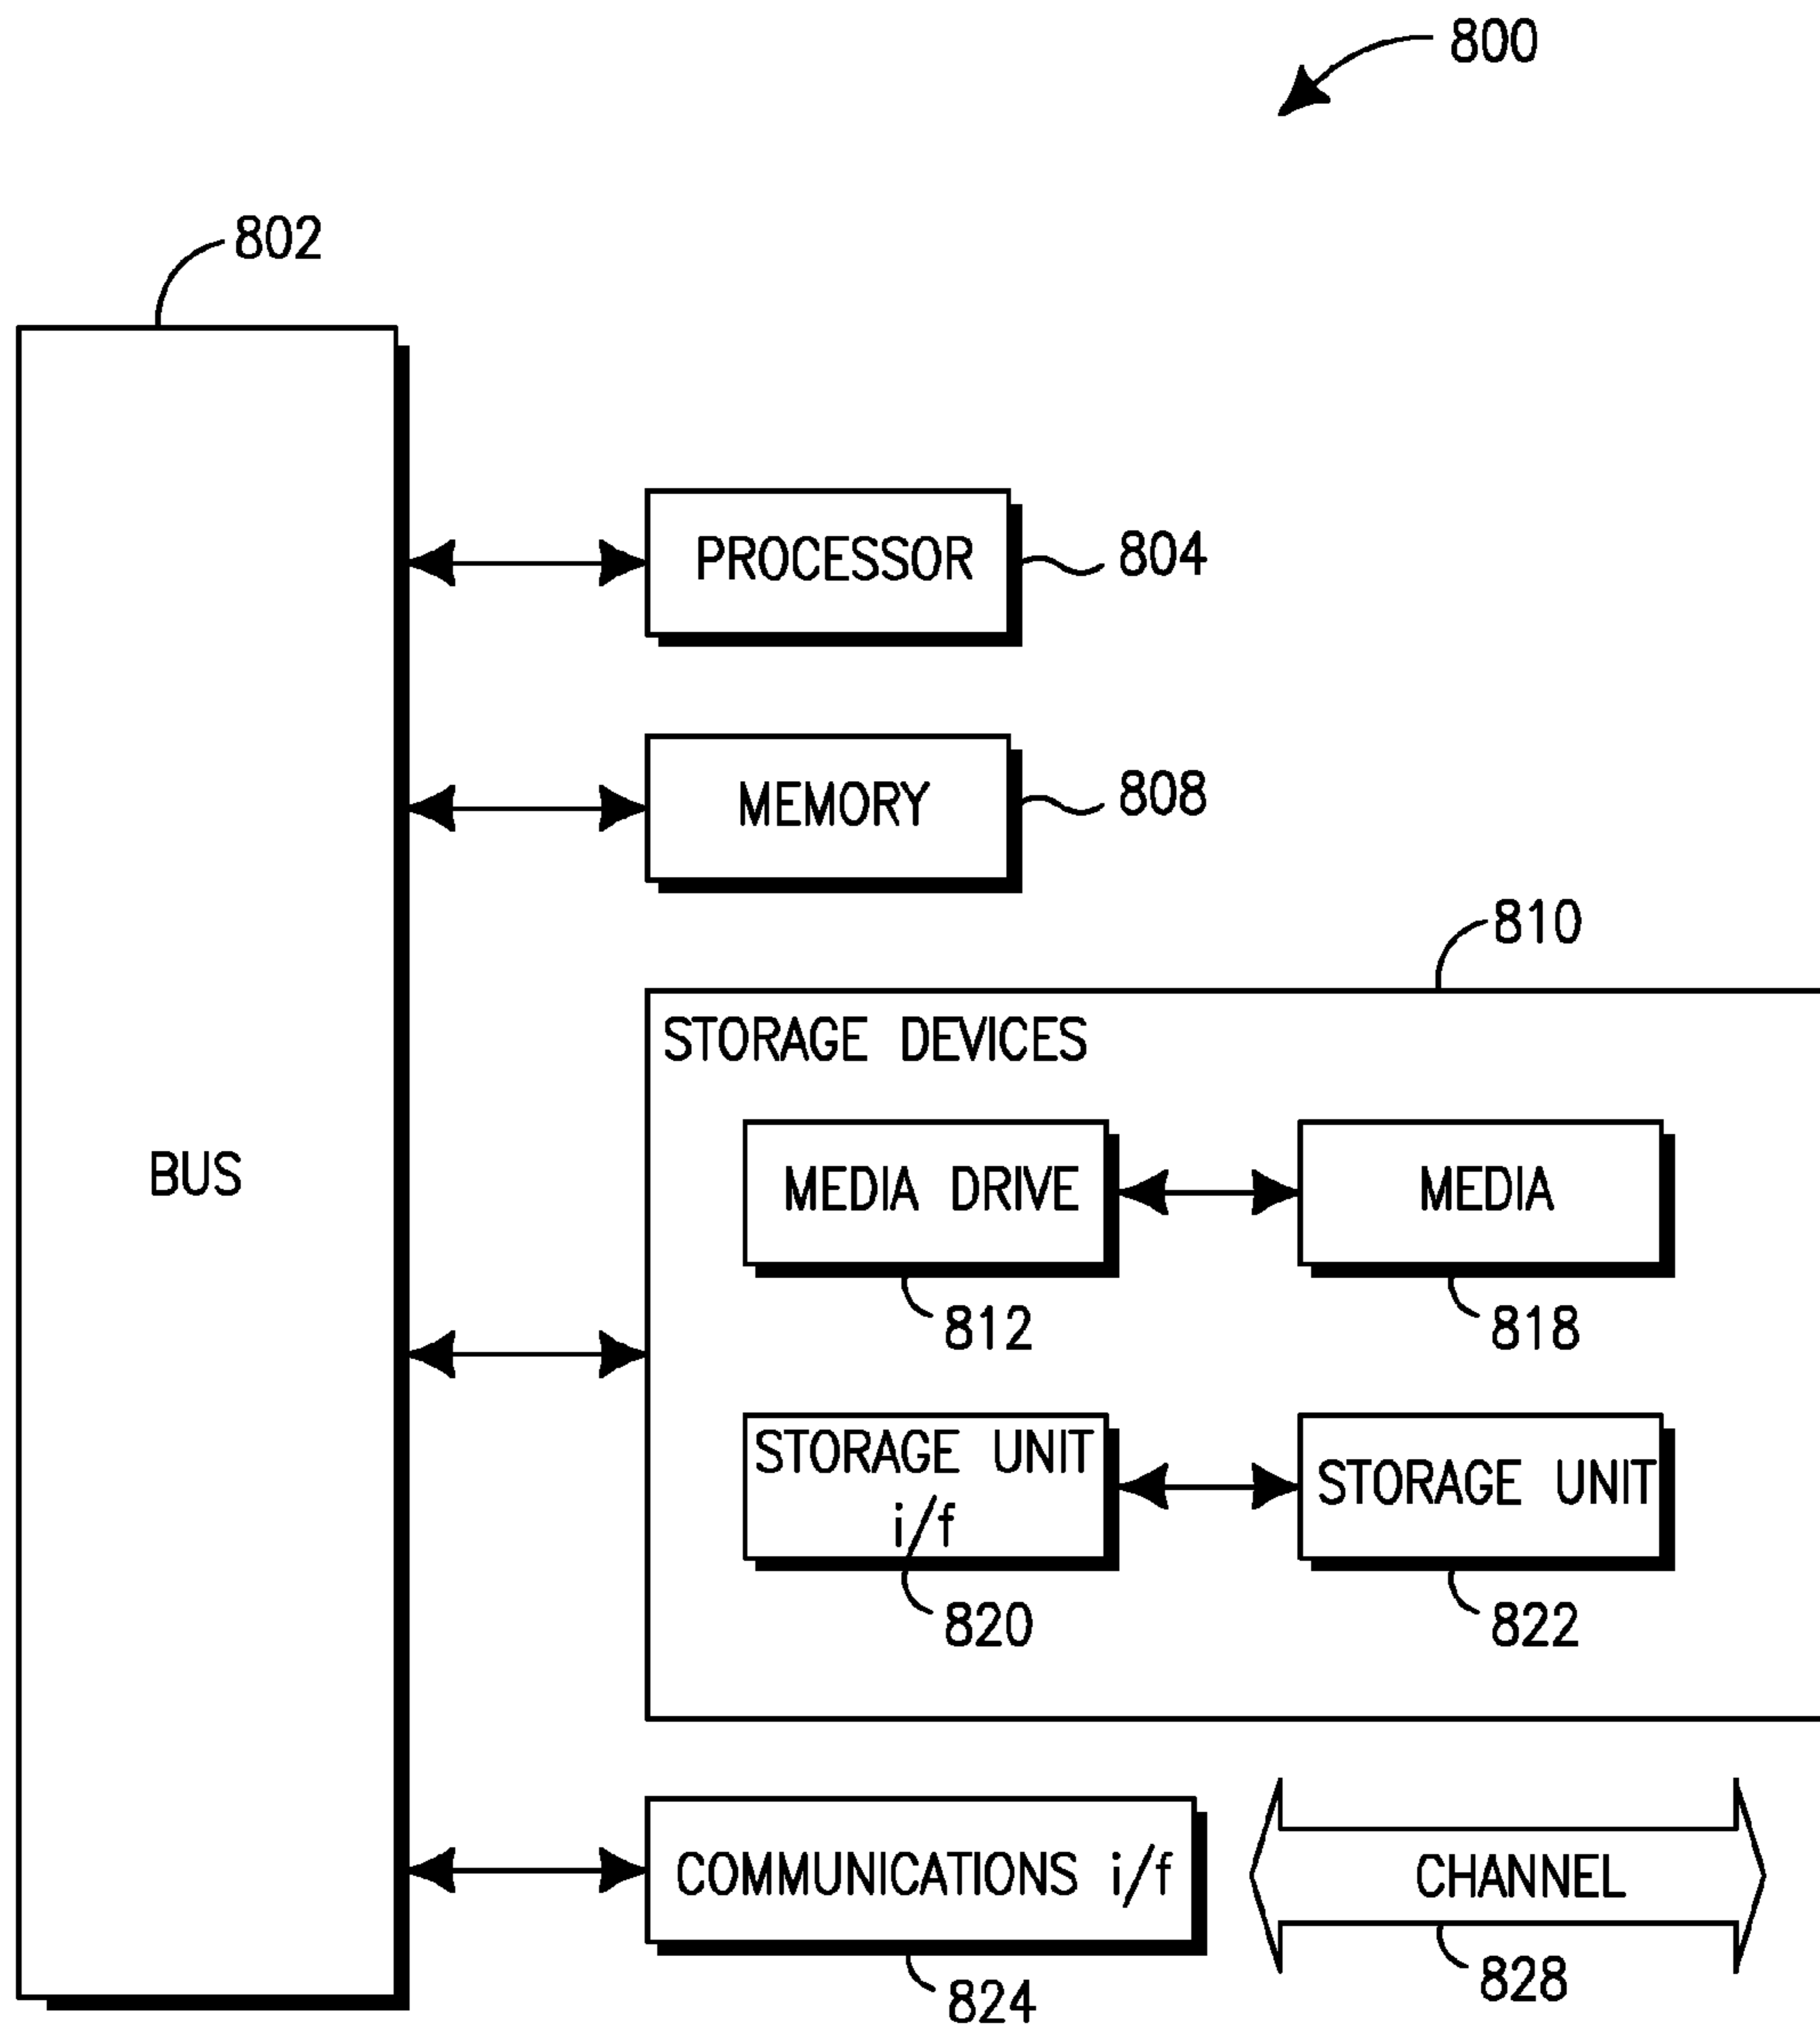 800
802
PROCESSOR
804
MEMORY
808
810
STORAGE DEVICES
BUS
MEDIA DRIVE
MEDIA
812
818
STORAGE UNIT
i/f
STORAGE UNIT
820
822
COMMUNICATIONS i/f
CHANNEL
824
828